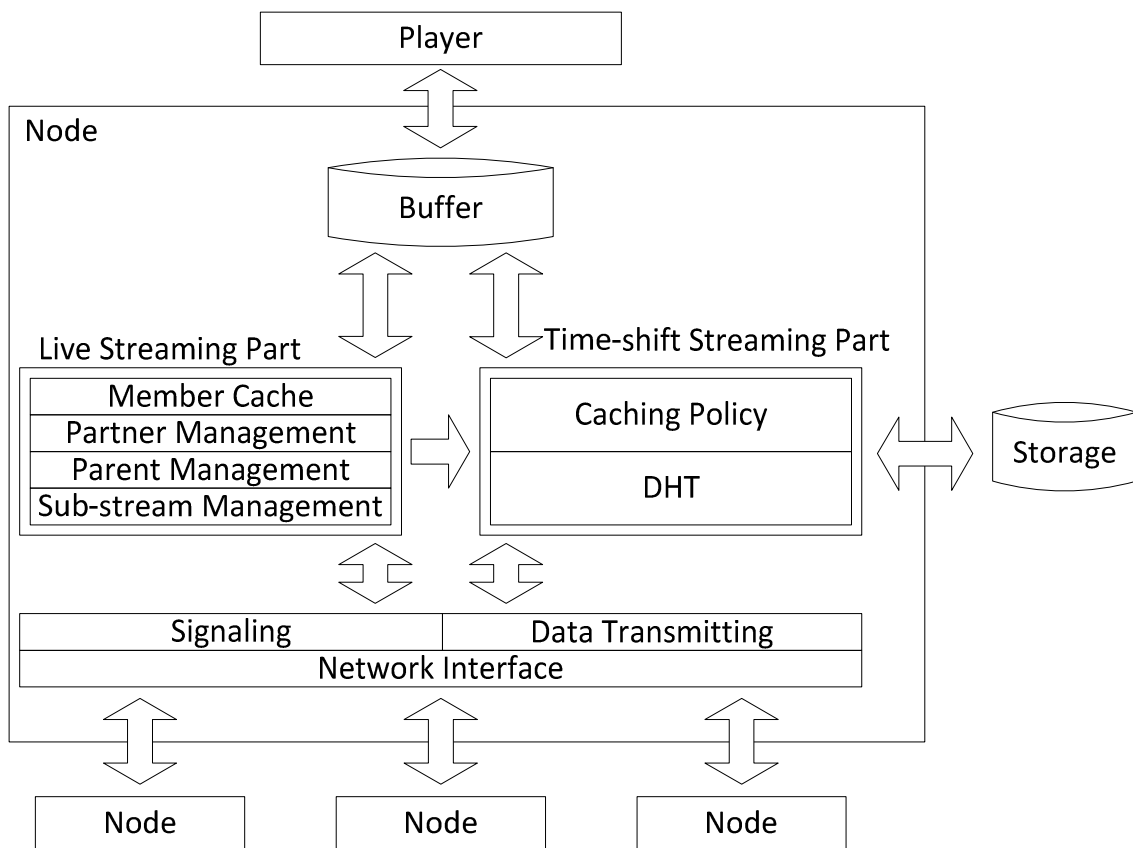 Player
Node
Buffer
Live Streaming Part
Time-shift Streaming Part
Member Cache
Partner Management
Parent Management
Sub-stream Management
Caching Policy
DHT
Storage
Signaling
Data Transmitting
Network Interface
Node
Node
Node